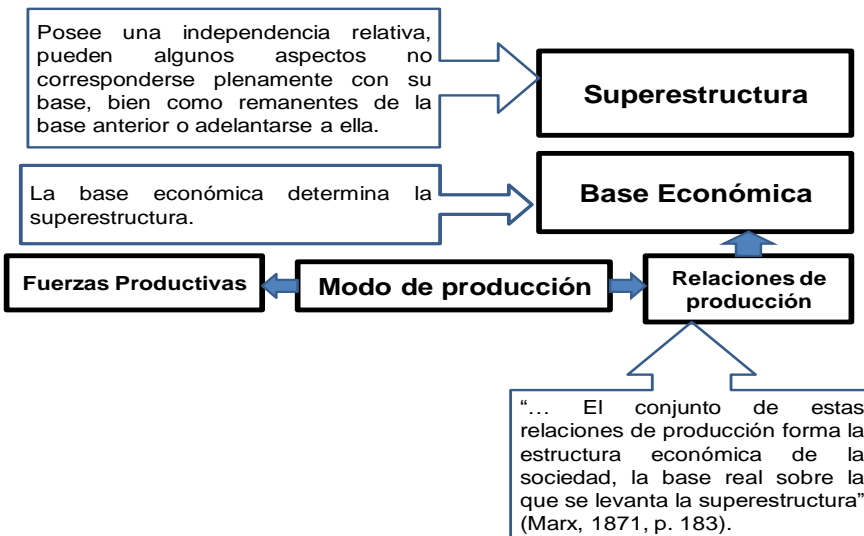 Posee una independencia relativa,
pueden algunos aspectos no
corresponderse plenamente con su
base, bien como remanentes de la
base anterior o adelantarse a ella.
Superestructura
La base económica determina la
superestructura.
Base Económica
Fuerzas Productivas
Modo de producción
Relaciones de
producción
“… El conjunto de estas
relaciones de producción forma la
estructura económica de la
sociedad, la base real sobre la
que se levanta la superestructura”
(Marx, 1871, p. 183).